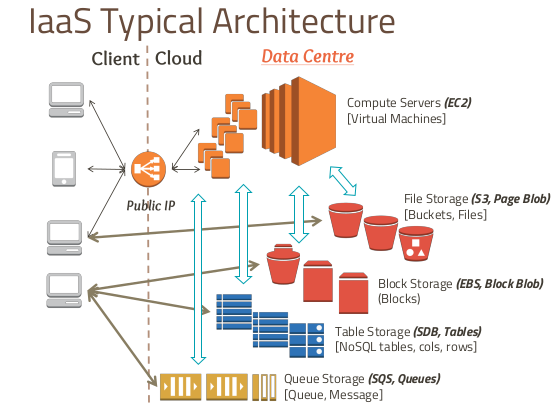 IaaS Typical Architecture
Client
Cloud
Data Centre
Compute Servers (EC2)
[Virtual Machines]
Public IP
File Storage (S3, Page Blob)
[Buckets, Files]
Block Storage (EBS, Block Blob)
(Blocks)
Table Storage (SDB, Tables)
[NoSQL tables, cols, rows]
Queue Storage (SQS, Queues)
[Queue, Message]